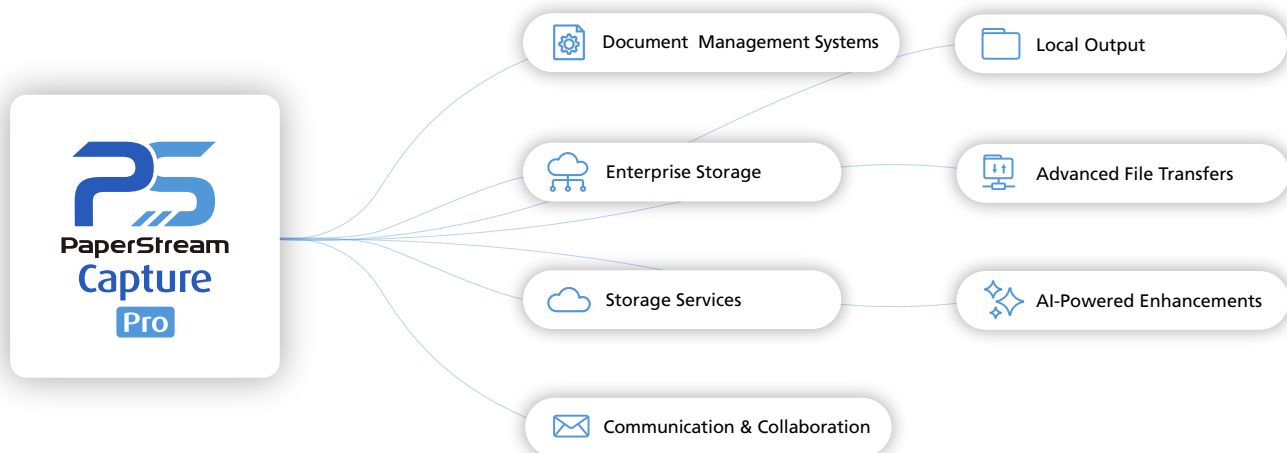 PS
PaperStream
Capture
Pro
Document Management Systems
Local Output
Enterprise Storage
Advanced File Transfers
Storage Services
AI-Powered Enhancements
Communication & Collaboration